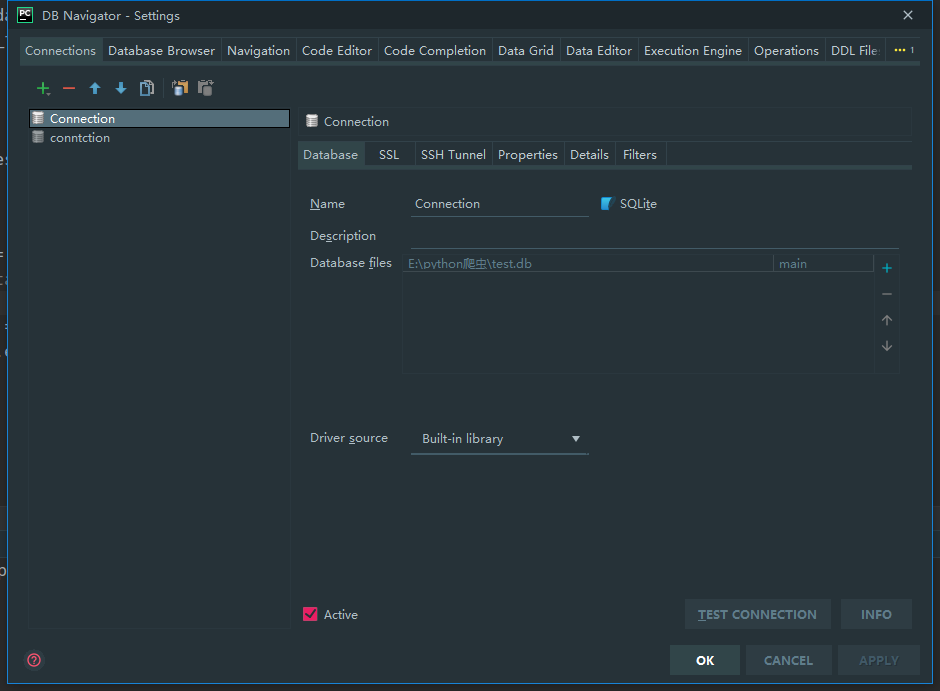 PC DB Navigator - Settings
Connections Database Browser Navigation Code Editor Code Completion Data Grid Data Editor Execution Engine Operations DDL File 1
Connection
conntction
Connection
Database SSL SSH Tunnel Properties Details Filters
Name Connection SQLite
Description
Database files E:\python爬虫\test.db main
Driver source Built-in library
Active TEST CONNECTION INFO
OK CANCEL APPLY